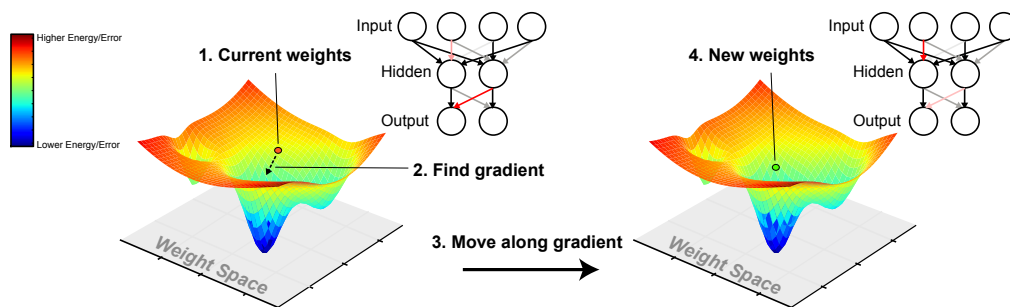 Higher Energy/Error
Lower Energy/Error
1. Current weights
Input
Hidden
Output
2. Find gradient
Weight Space
3. Move along gradient
4. New weights
Input
Hidden
Output
Weight Space